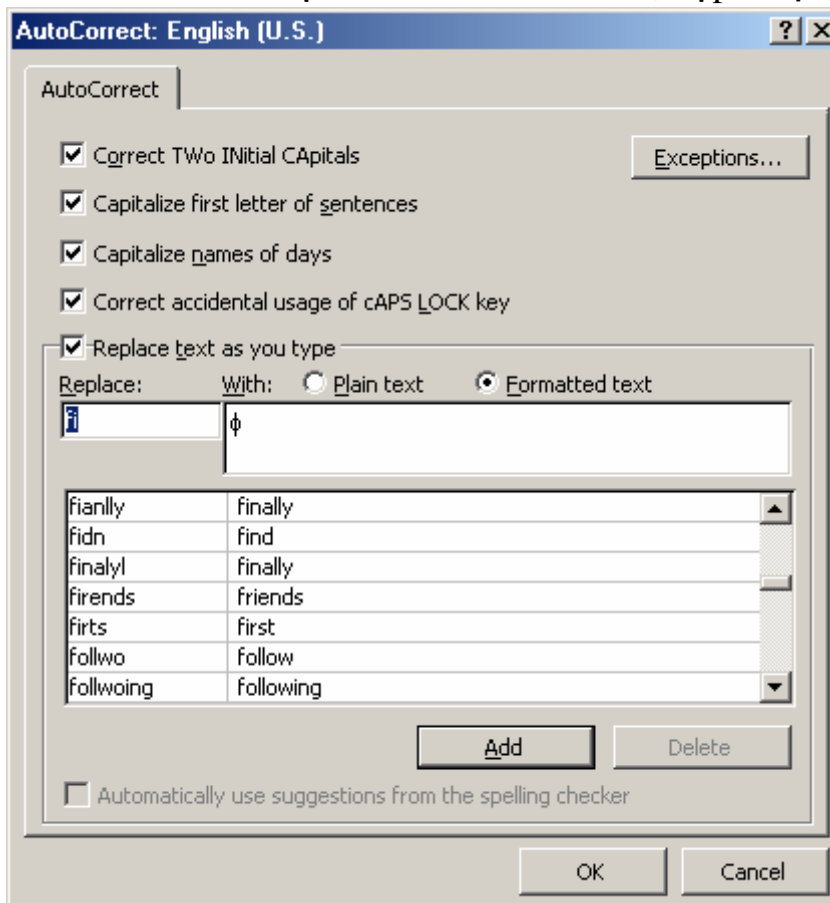 AutoCorrect: English (U.S.)
AutoCorrect
Correct TWo INitial CApitals
Exceptions...
Capitalize first letter of sentences
Capitalize names of days
Correct accidental usage of cAPS LOCK key
Replace text as you type
Replace: With: Plain text Formatted text
fi ϕ
fianlly finally
fidn find
finalyl finally
firends friends
firts first
follwo follow
follwoing following
Add Delete
Automatically use suggestions from the spelling checker
OK Cancel